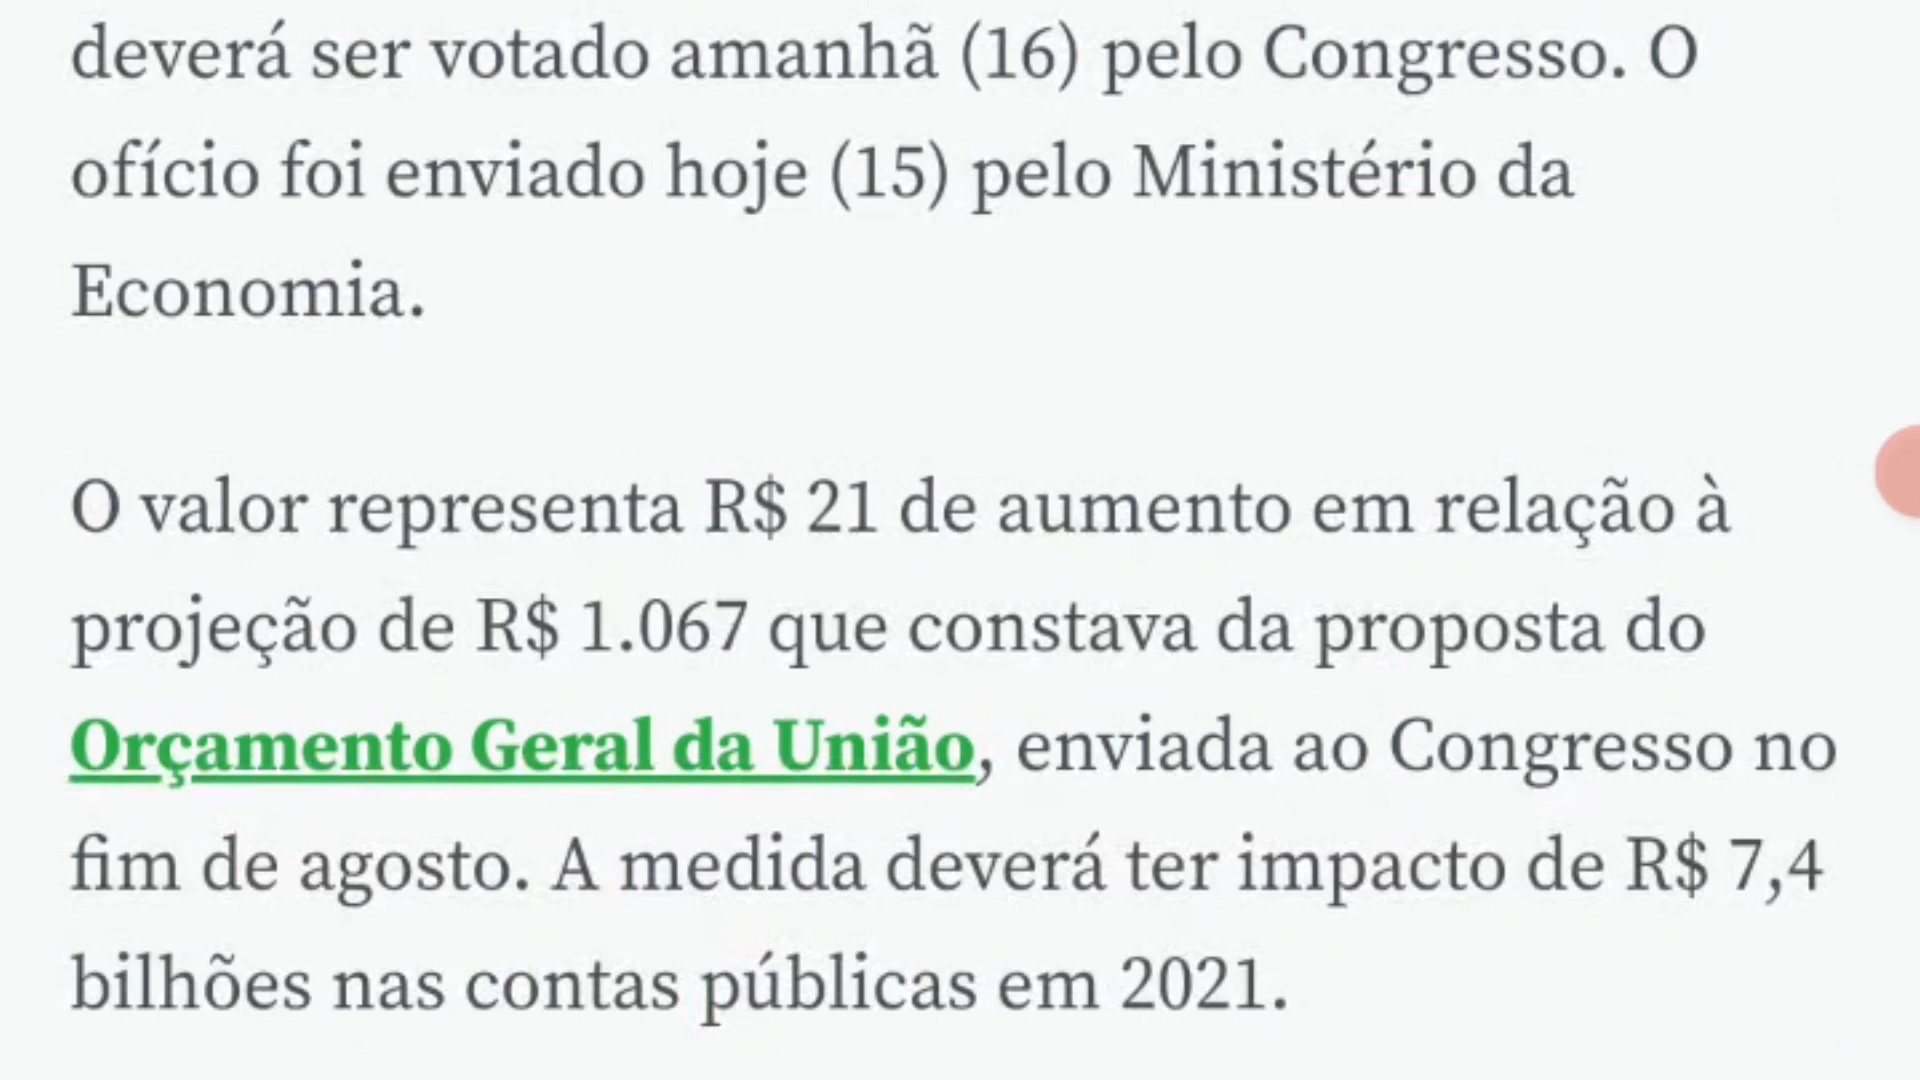 deverá ser votado amanhã (16) pelo Congresso. O
ofício foi enviado hoje (15) pelo Ministério da
Economia.
O valor representa R$ 21 de aumento em relação à
projeção de R$ 1.067 que constava da proposta do
Orçamento Geral da União, enviada ao Congresso no
fim de agosto. A medida deverá ter impacto de R$ 7,4
bilhões nas contas públicas em 2021.